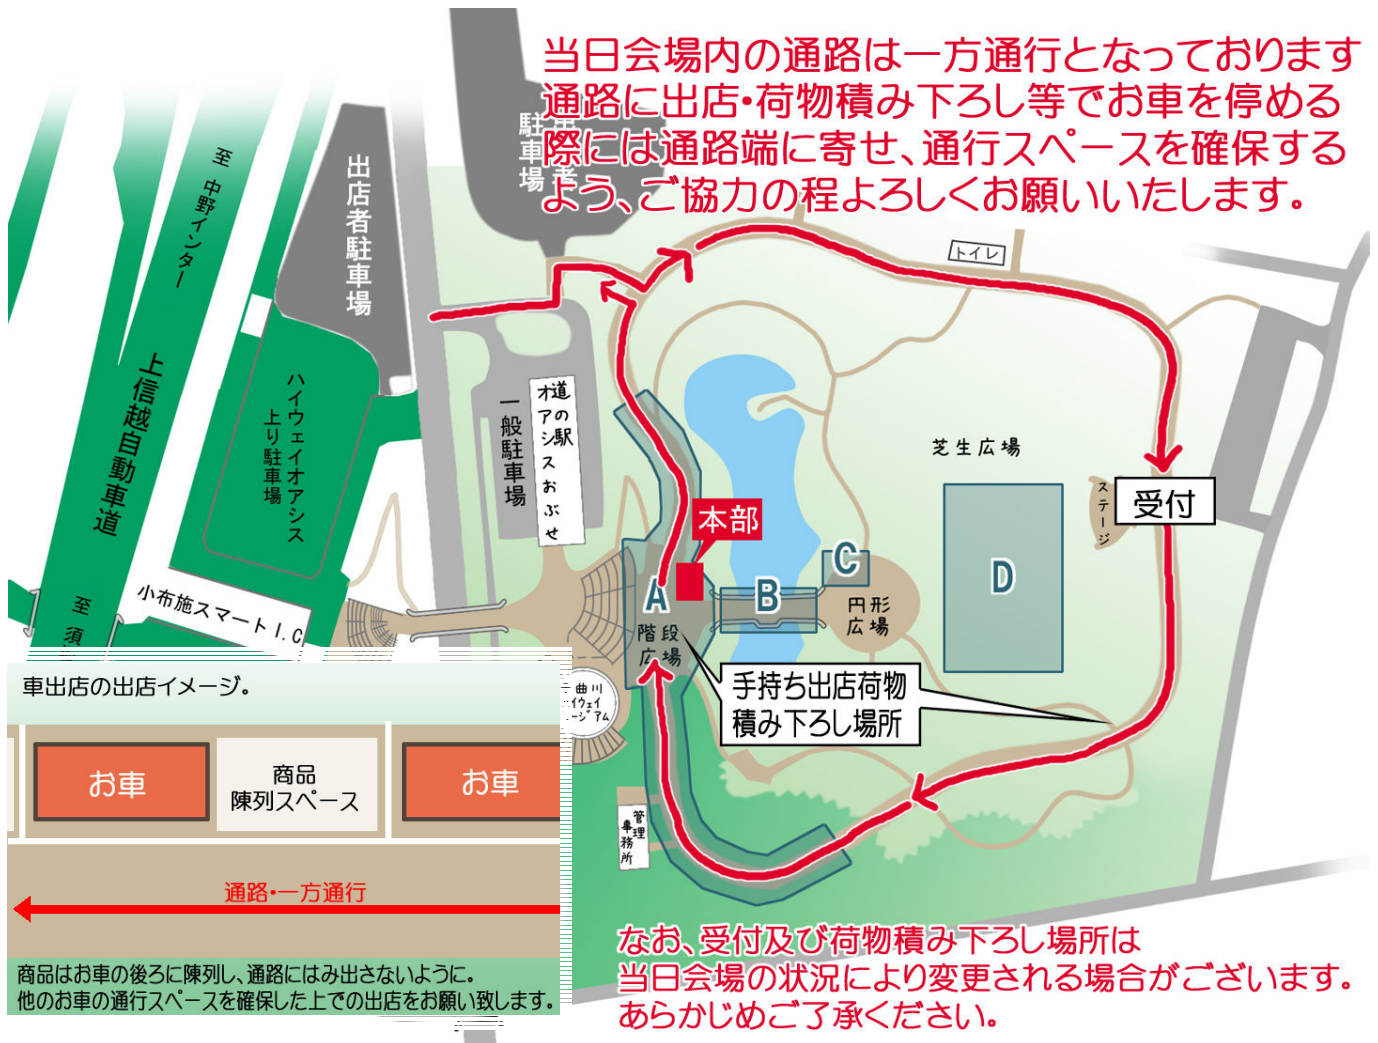 当日会場内の通路は一方通行となっております
通路に出店・荷物積み下ろし等でお車を停める
際には通路端に寄せ、通行スペースを確保する
よう、ご協力の程よろしくお願いいたします。
駐車場
出店者駐車場
至 中野インター
トイレ
上信越自動車道
ハイウェイオアシス
上り駐車場
一般駐車場
道の駅
オアシスおぶせ
芝生広場
ステージ
受付
本部
A
B
C
D
円形
広場
階段
広場
小布施スマートI.C
至 須
手持ち出店荷物
積み下ろし場所
曲川
イウェイ
ージアム
管理
事務所
車出店の出店イメージ。
お車
商品
陳列スペース
お車
通路・一方通行
商品はお車の後ろに陳列し、通路にはみ出さないように。
他のお車の通行スペースを確保した上での出店をお願い致します。
なお、受付及び荷物積み下ろし場所は
当日会場の状況により変更される場合がございます。
あらかじめご了承ください。